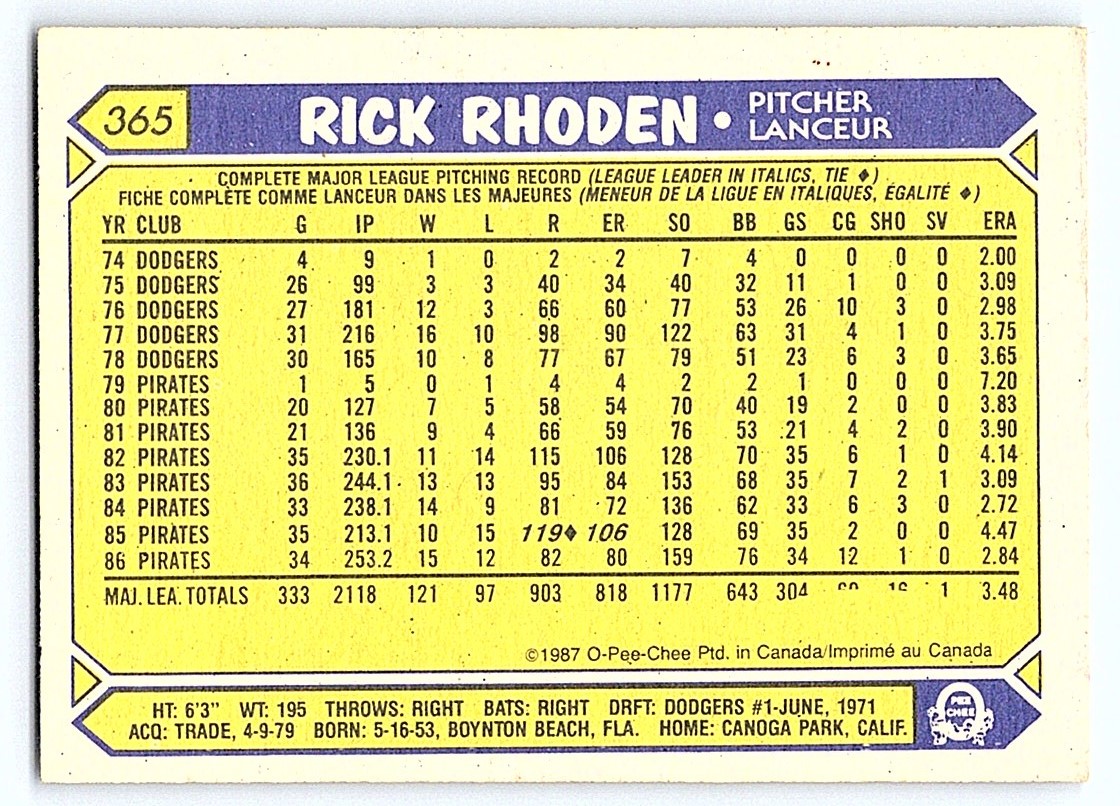 365
RICK RHODEN • PITCHER
LANCEUR
COMPLETE MAJOR LEAGUE PITCHING RECORD (LEAGUE LEADER IN ITALICS, TIE ♦)
FICHE COMPLÈTE COMME LANCEUR DANS LES MAJEURES (MENEUR DE LA LIGUE EN ITALIQUES, ÉGALITÉ ♦)
YR CLUB G IP W L R ER SO BB GS CG SHO SV ERA
74 DODGERS 4 9 1 0 2 2 7 4 0 0 0 0 2.00
75 DODGERS 26 99 3 3 40 34 40 32 11 1 0 0 3.09
76 DODGERS 27 181 12 3 66 60 77 53 26 10 3 0 2.98
77 DODGERS 31 216 16 10 98 90 122 63 31 4 1 0 3.75
78 DODGERS 30 165 10 8 77 67 79 51 23 6 3 0 3.65
79 PIRATES 1 5 0 1 4 4 2 2 1 0 0 0 7.20
80 PIRATES 20 127 7 5 58 54 70 40 19 2 0 0 3.83
81 PIRATES 21 136 9 4 66 59 76 53 21 4 2 0 3.90
82 PIRATES 35 230.1 11 14 115 106 128 70 35 6 1 0 4.14
83 PIRATES 36 244.1 13 13 95 84 153 68 35 7 2 1 3.09
84 PIRATES 33 238.1 14 9 81 72 136 62 33 6 3 0 2.72
85 PIRATES 35 213.1 10 15 119♦ 106 128 69 35 2 0 0 4.47
86 PIRATES 34 253.2 15 12 82 80 159 76 34 12 1 0 2.84
MAJ. LEA. TOTALS 333 2118 121 97 903 818 1177 643 304 1 3.48
©1987 O-Pee-Chee Ptd. in Canada/Imprimé au Canada
HT: 6'3" WT: 195 THROWS: RIGHT BATS: RIGHT DRFT: DODGERS #1-JUNE, 1971
ACQ: TRADE, 4-9-79 BORN: 5-16-53, BOYNTON BEACH, FLA. HOME: CANOGA PARK, CALIF.
PEE
CHEE